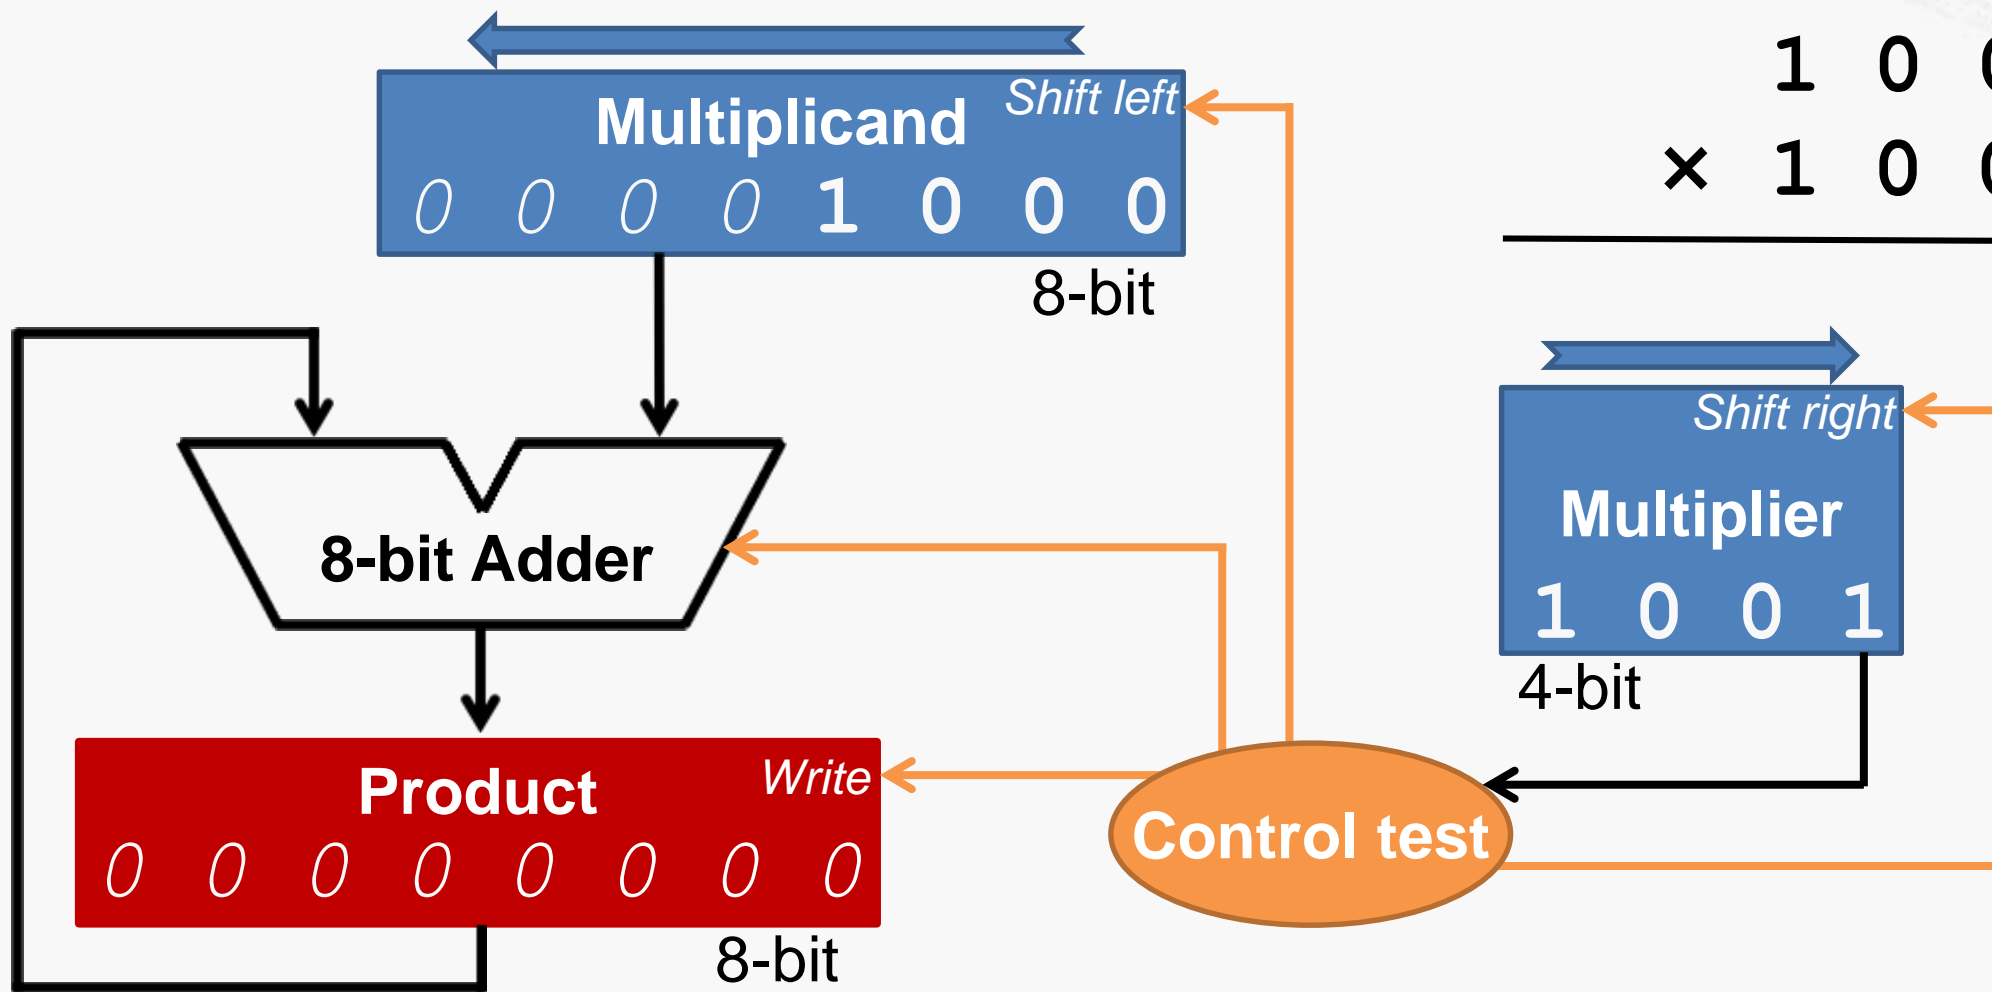 Shift left
Multiplicand
0 0 0 0 1 0 0 0
8-bit
1 0
× 1 0
Shift right
Multiplier
1 0 0 1
4-bit
8-bit Adder
Write
Product
0 0 0 0 0 0 0 0
8-bit
Control test